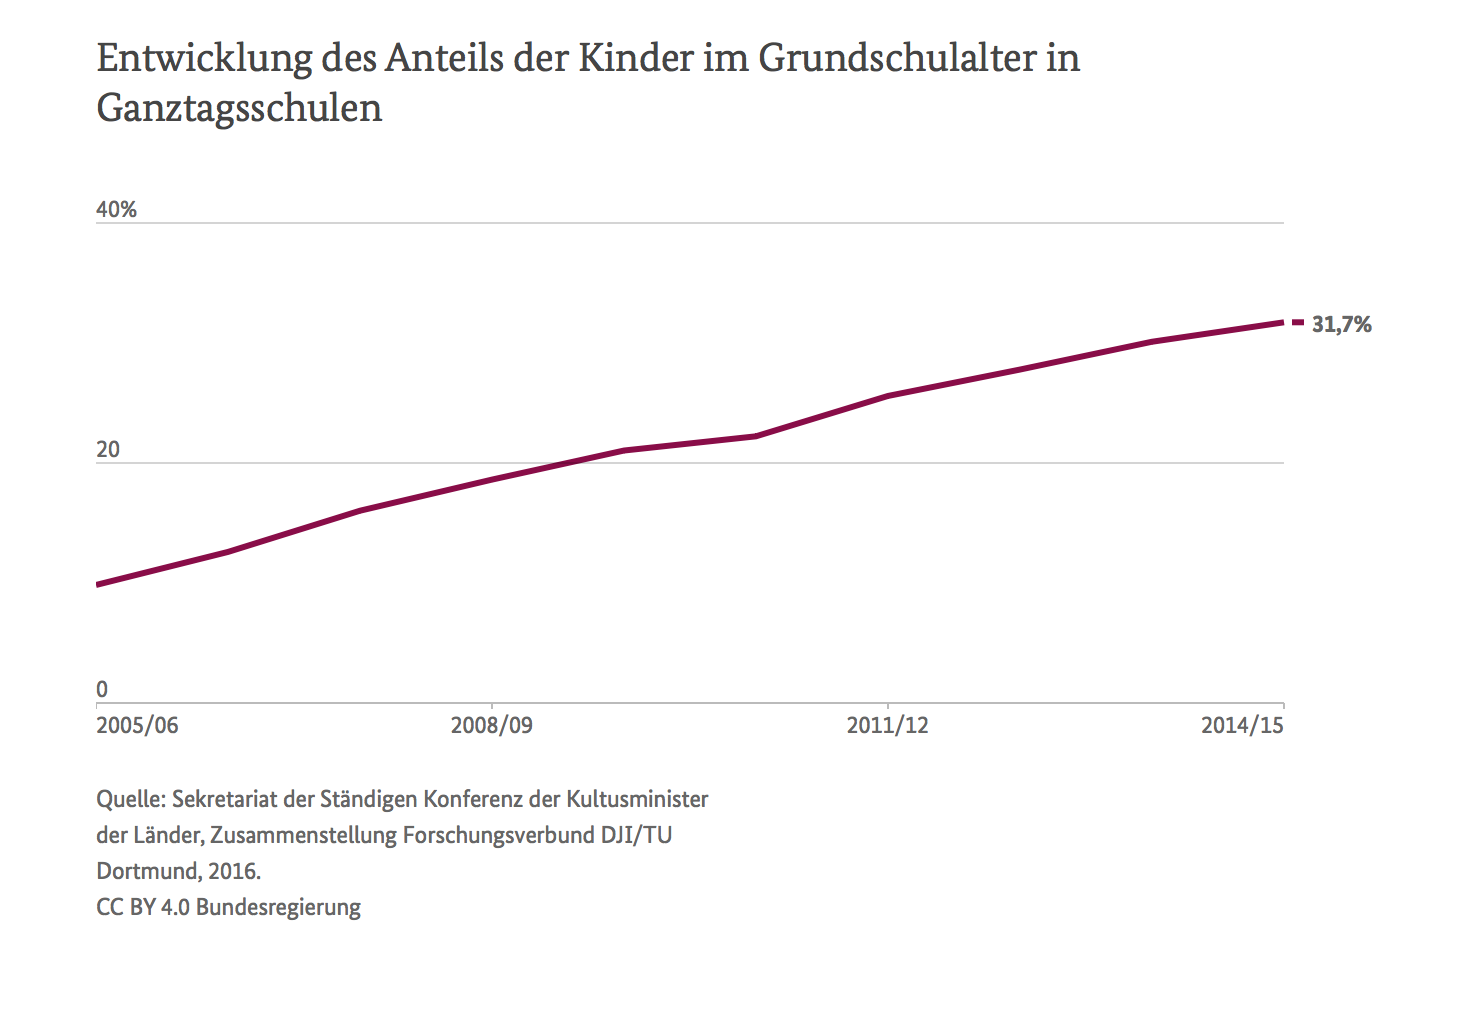 Entwicklung des Anteils der Kinder im Grundschulalter in
Ganztagsschulen
40%
31,7%
20
0
2005/06
2008/09
2011/12
2014/15
Quelle: Sekretariat der Ständigen Konferenz der Kultusminister
der Länder, Zusammenstellung Forschungsverbund DJI/TU
Dortmund, 2016.
CC BY 4.0 Bundesregierung